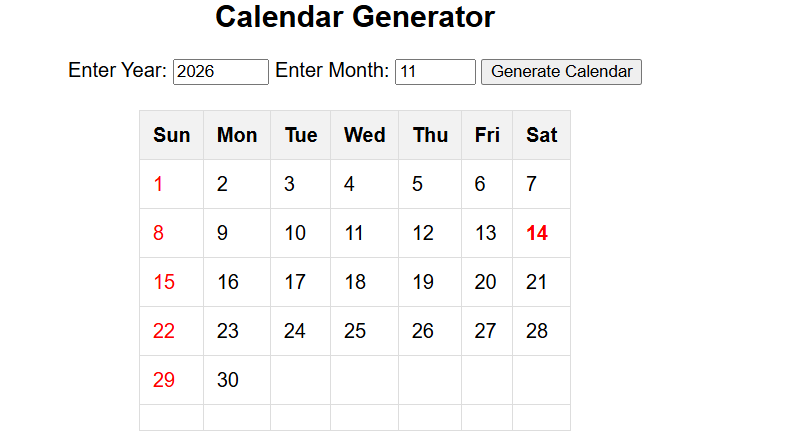 Calendar Generator
Enter Year: 2026 Enter Month: 11 Generate Calendar
Sun Mon Tue Wed Thu Fri Sat
1 2 3 4 5 6 7
8 9 10 11 12 13 14
15 16 17 18 19 20 21
22 23 24 25 26 27 28
29 30